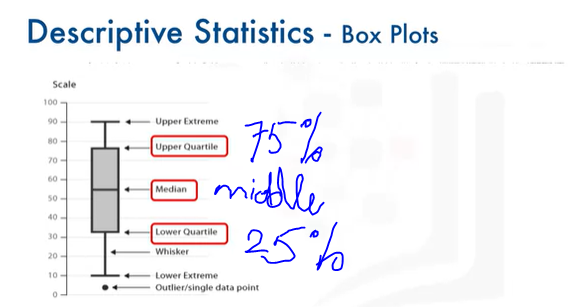 Descriptive Statistics - Box Plots
Scale
100
90
80
70
60
50
40
30
20
10
0
Upper Extreme
Upper Quartile 75%
Median middle
Lower Quartile 25%
Whisker
Lower Extreme
Outlier/single data point